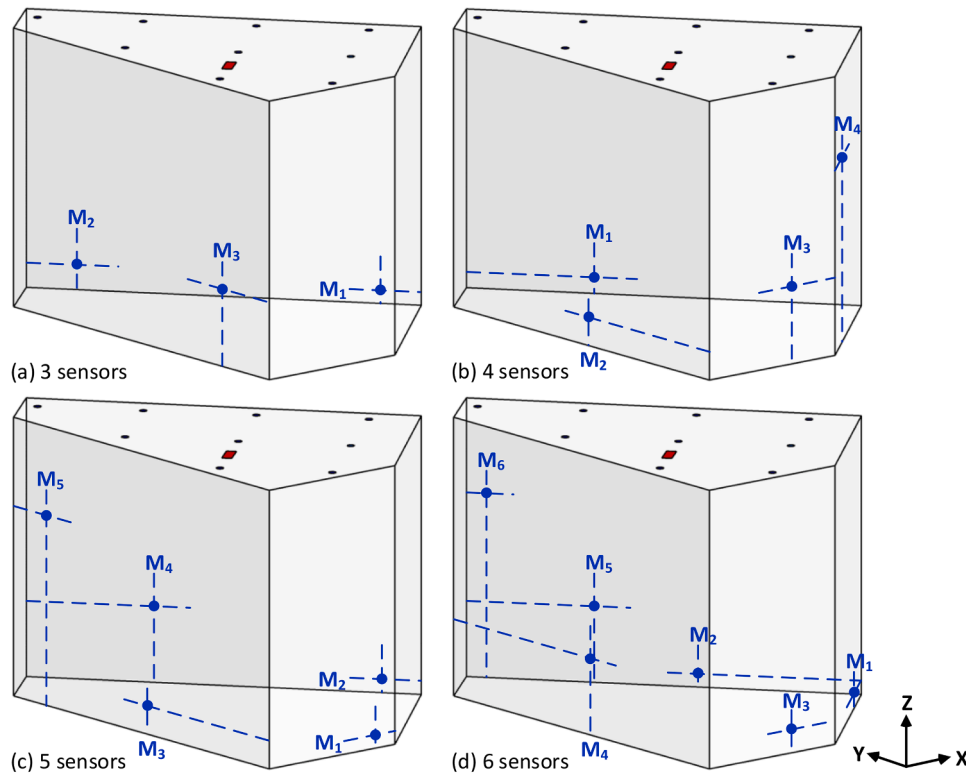 M₂
M₃
M₁
(a) 3 sensors
M₄
M₁
M₃
M₂
(b) 4 sensors
M₅
M₄
M₂
M₁
M₃
(c) 5 sensors
M₆
M₅
M₂
M₁
M₃
M₄
(d) 6 sensors
Z
Y
X